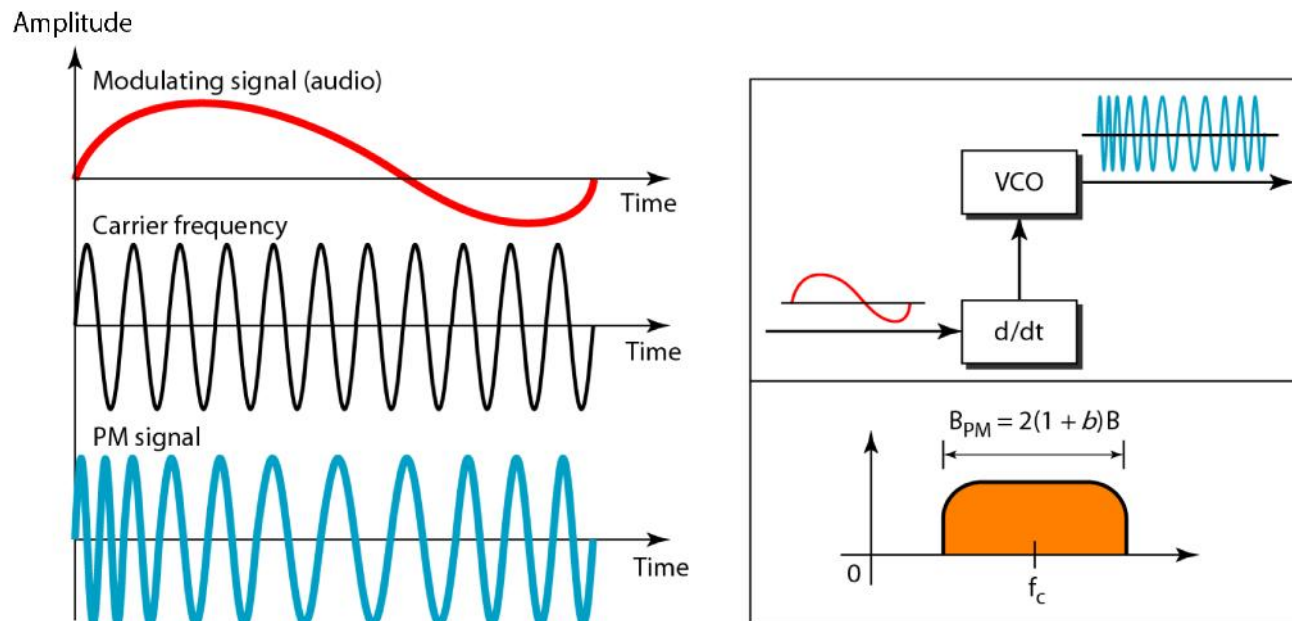 Amplitude
Modulating signal (audio)
Time
Carrier frequency
Time
PM signal
Time
VCO
d/dt
B_PM = 2(1 + b)B
0
f_c